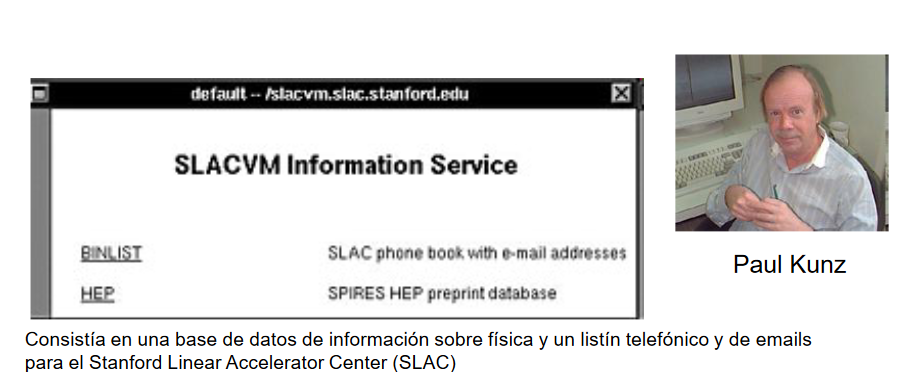 default -- /slacvm.slac.stanford.edu
SLACVM Information Service
BINLIST SLAC phone book with e-mail addresses
HEP SPIRES HEP preprint database
Paul Kunz
Consistía en una base de datos de información sobre física y un listín telefónico y de emails
para el Stanford Linear Accelerator Center (SLAC)